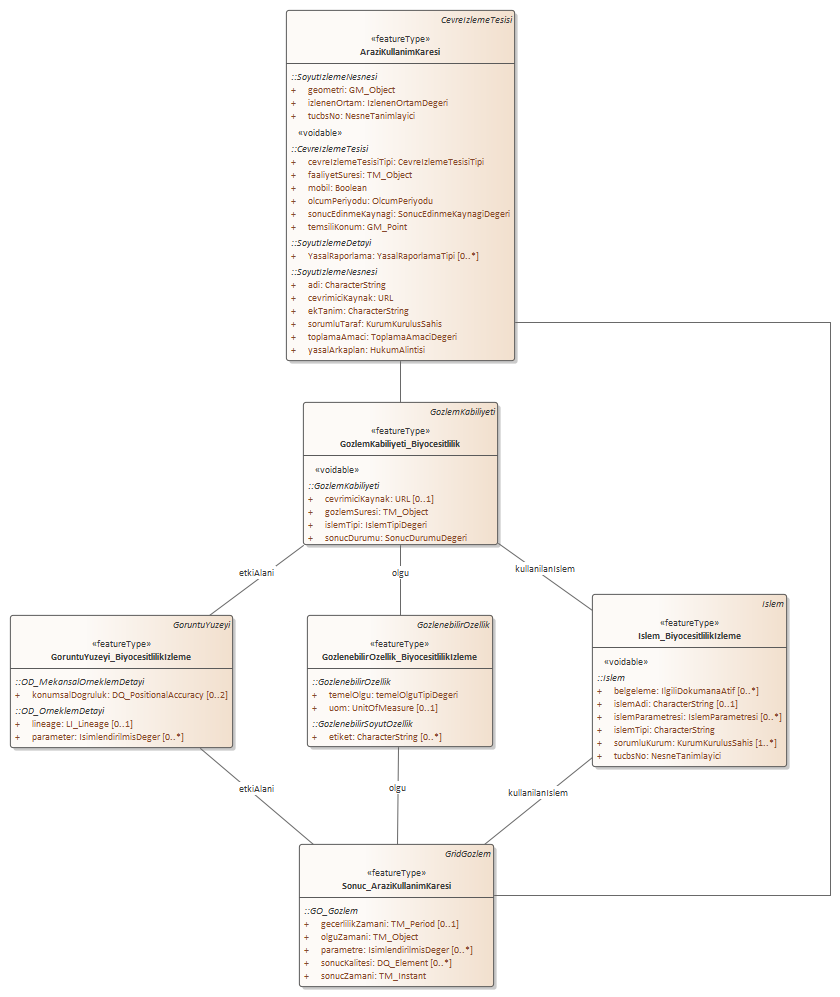 CevreIzlemeTesisi
«featureType»
AraziKullanimKaresi
::SoyutIzlemeNesnesi
+ geometri: GM_Object
+ izlenenOrtam: IzlenenOrtamDegeri
+ tucbsNo: NesneTanimlayici
«voidable»
::CevreIzlemeTesisi
+ cevreIzlemeTesisiTipi: CevreIzlemeTesisiTipi
+ faaliyetSuresi: TM_Object
+ mobil: Boolean
+ olcumPeriyodu: OlcumPeriyodu
+ sonucEdinmeKaynagi: SonucEdinmeKaynagiDegeri
+ temsiliKonum: GM_Point
::SoyutIzlemeDetayi
+ YasalRaporlama: YasalRaporlamaTipi [0..*]
::SoyutIzlemeNesnesi
+ adi: CharacterString
+ cevrimiciKaynak: URL
+ ekTanim: CharacterString
+ sorumluTaraf: KurumKurulusSahis
+ toplamaAmaci: ToplamaAmaciDegeri
+ yasalArkaplan: HukumAlintisi
GozlemKabiliyeti
«featureType»
GozlemKabiliyeti_Biyocesitlilik
«voidable»
::GozlemKabiliyeti
+ cevrimiciKaynak: URL [0..1]
+ gozlemSuresi: TM_Object
+ islemTipi: IslemTipiDegeri
+ sonucDurumu: SonucDurumuDegeri
etkiAlani
olgu
kullanilanIslem
GoruntuYuzeyi
«featureType»
GoruntuYuzeyi_BiyocesitlilikIzleme
::OD_MekansalOrneklemDetayi
+ konumsalDogruluk: DQ_PositionalAccuracy [0..2]
::OD_OrneklemDetayi
+ lineage: LI_Lineage [0..1]
+ parameter: IsimlendirilmisDeger [0..*]
GozlenebilirOzellik
«featureType»
GozlenebilirOzellik_BiyocesitlilikIzleme
::GozlenebilirOzellik
+ temelOlgu: temelOlguTipiDegeri
+ uom: UnitOfMeasure [0..1]
::GozlenebilirSoyutOzellik
+ etiket: CharacterString [0..*]
Islem
«featureType»
Islem_BiyocesitlilikIzleme
«voidable»
::Islem
+ belgeleme: IlgiliDokumanaAtif [0..*]
+ islemAdi: CharacterString [0..1]
+ islemParametresi: IslemParametresi [0..*]
+ islemTipi: CharacterString
+ sorumluKurum: KurumKurulusSahis [1..*]
+ tucbsNo: NesneTanimlayici
etkiAlani
olgu
kullanilanIslem
GridGozlem
«featureType»
Sonuc_AraziKullanimKaresi
::GO_Gozlem
+ gecerlilikZamani: TM_Period [0..1]
+ olguZamani: TM_Object
+ parametre: IsimlendirilmisDeger [0..*]
+ sonucKalitesi: DQ_Element [0..*]
+ sonucZamani: TM_Instant